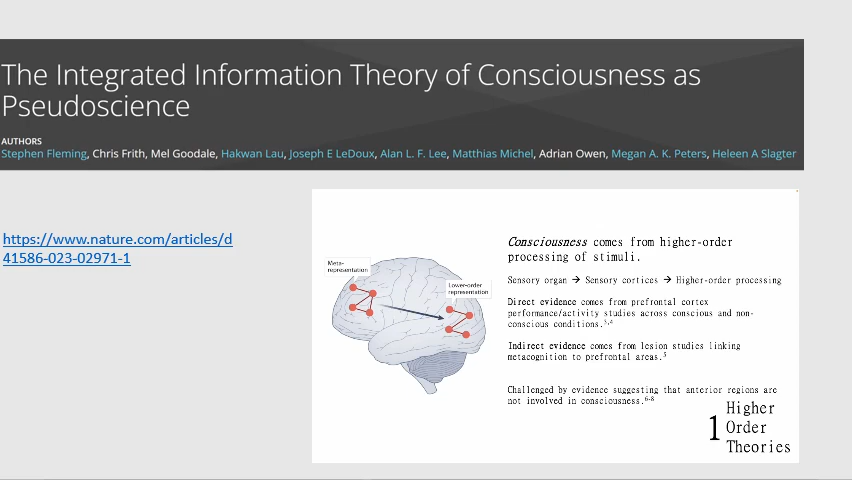 The Integrated Information Theory of Consciousness as
Pseudoscience
AUTHORS
Stephen Fleming, Chris Frith, Mel Goodale, Hakwan Lau, Joseph E LeDoux, Alan L. F. Lee, Matthias Michel, Adrian Owen, Megan A. K. Peters, Heleen A Slagter
https://www.nature.com/articles/d
41586-023-02971-1
Meta-
representation
Lower-order
representation
Consciousness comes from higher-order
processing of stimuli.
Sensory organ → Sensory cortices → Higher-order processing
Direct evidence comes from prefrontal cortex
performance/activity studies across conscious and non-
conscious conditions.3,4
Indirect evidence comes from lesion studies linking
metacognition to prefrontal areas.5
Challenged by evidence suggesting that anterior regions are
not involved in consciousness.6-8
1
Higher
Order
Theories